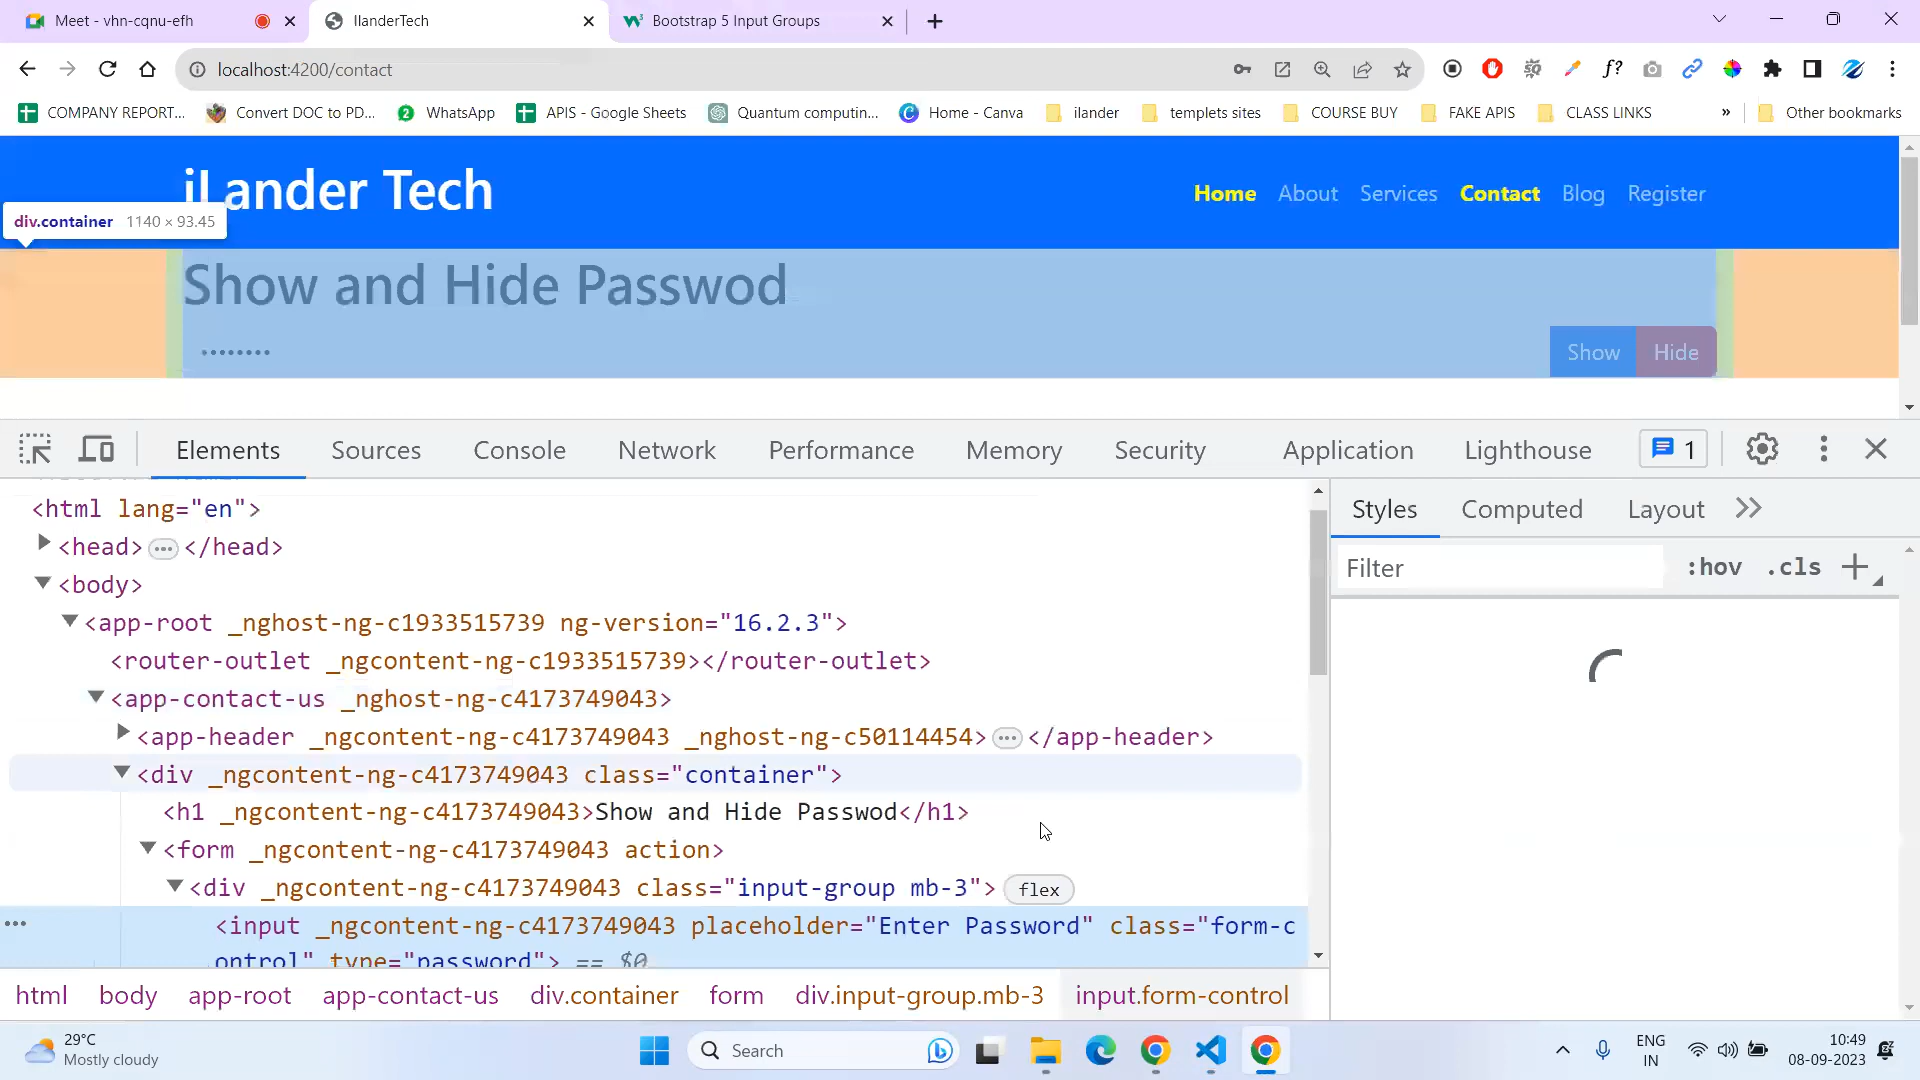 Meet - vhn-cqnu-efh
IlanderTech
Bootstrap 5 Input Groups
localhost:4200/contact
COMPANY REPORT...
Convert DOC to PD...
WhatsApp
APIS - Google Sheets
Quantum computin...
Home - Canva
ilander
templets sites
COURSE BUY
FAKE APIS
CLASS LINKS
»
Other bookmarks
iLander Tech
Home About Services Contact Blog Register
div.container 1140 × 93.45
Show and Hide Passwod
••••••••
Show Hide
Elements Sources Console Network Performance Memory Security Application Lighthouse 1
<html lang="en">
<head> ... </head>
<body>
<app-root _nghost-ng-c1933515739 ng-version="16.2.3">
<router-outlet _ngcontent-ng-c1933515739></router-outlet>
<app-contact-us _nghost-ng-c4173749043>
<app-header _ngcontent-ng-c4173749043 _nghost-ng-c50114454> ... </app-header>
<div _ngcontent-ng-c4173749043 class="container">
<h1 _ngcontent-ng-c4173749043>Show and Hide Passwod</h1>
<form _ngcontent-ng-c4173749043 action>
<div _ngcontent-ng-c4173749043 class="input-group mb-3"> flex
<input _ngcontent-ng-c4173749043 placeholder="Enter Password" class="form-c
ontrol" type="password"> == $0
Styles Computed Layout
Filter :hov .cls
html body app-root app-contact-us div.container form div.input-group.mb-3 input.form-control
29°C
Mostly cloudy
Search
ENG
IN
10:49
08-09-2023